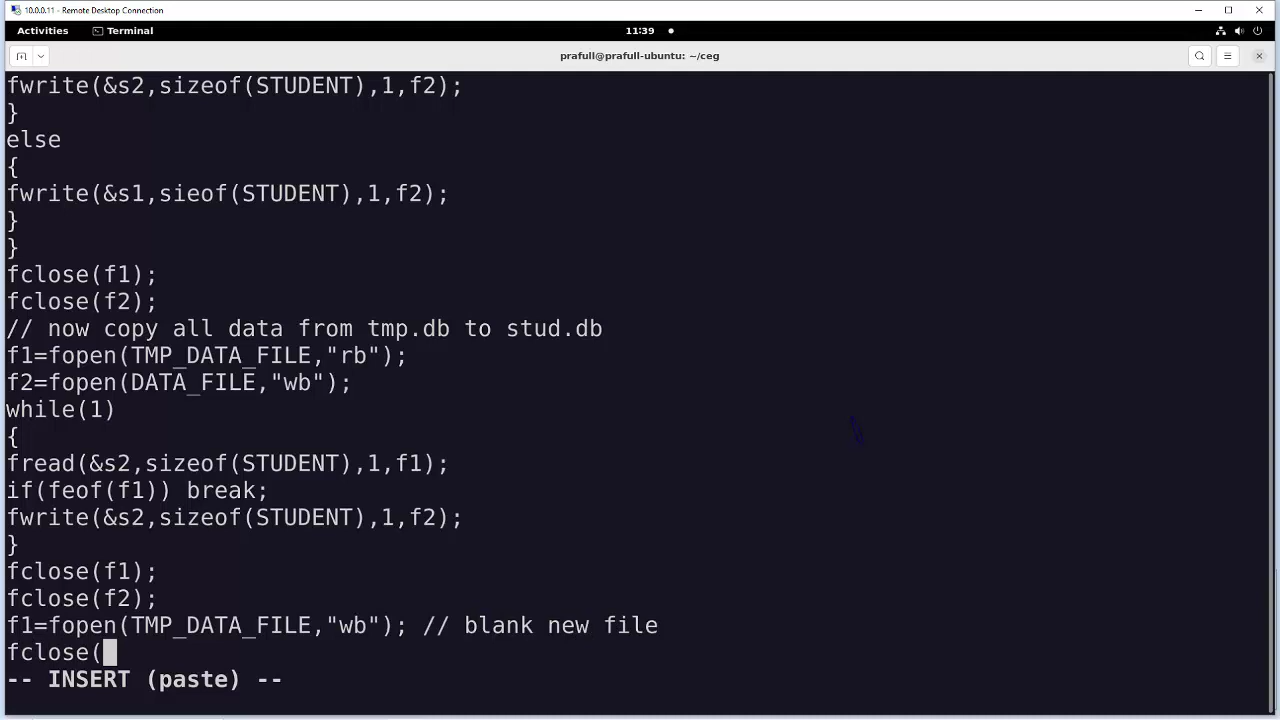 10.0.0.11 - Remote Desktop Connection
Activities Terminal 11:39
prafull@prafull-ubuntu: ~/ceg
fwrite(&s2,sizeof(STUDENT),1,f2);
}
else
{
fwrite(&s1,sieof(STUDENT),1,f2);
}
}
fclose(f1);
fclose(f2);
// now copy all data from tmp.db to stud.db
f1=fopen(TMP_DATA_FILE,"rb");
f2=fopen(DATA_FILE,"wb");
while(1)
{
fread(&s2,sizeof(STUDENT),1,f1);
if(feof(f1)) break;
fwrite(&s2,sizeof(STUDENT),1,f2);
}
fclose(f1);
fclose(f2);
f1=fopen(TMP_DATA_FILE,"wb"); // blank new file
fclose(
-- INSERT (paste) --